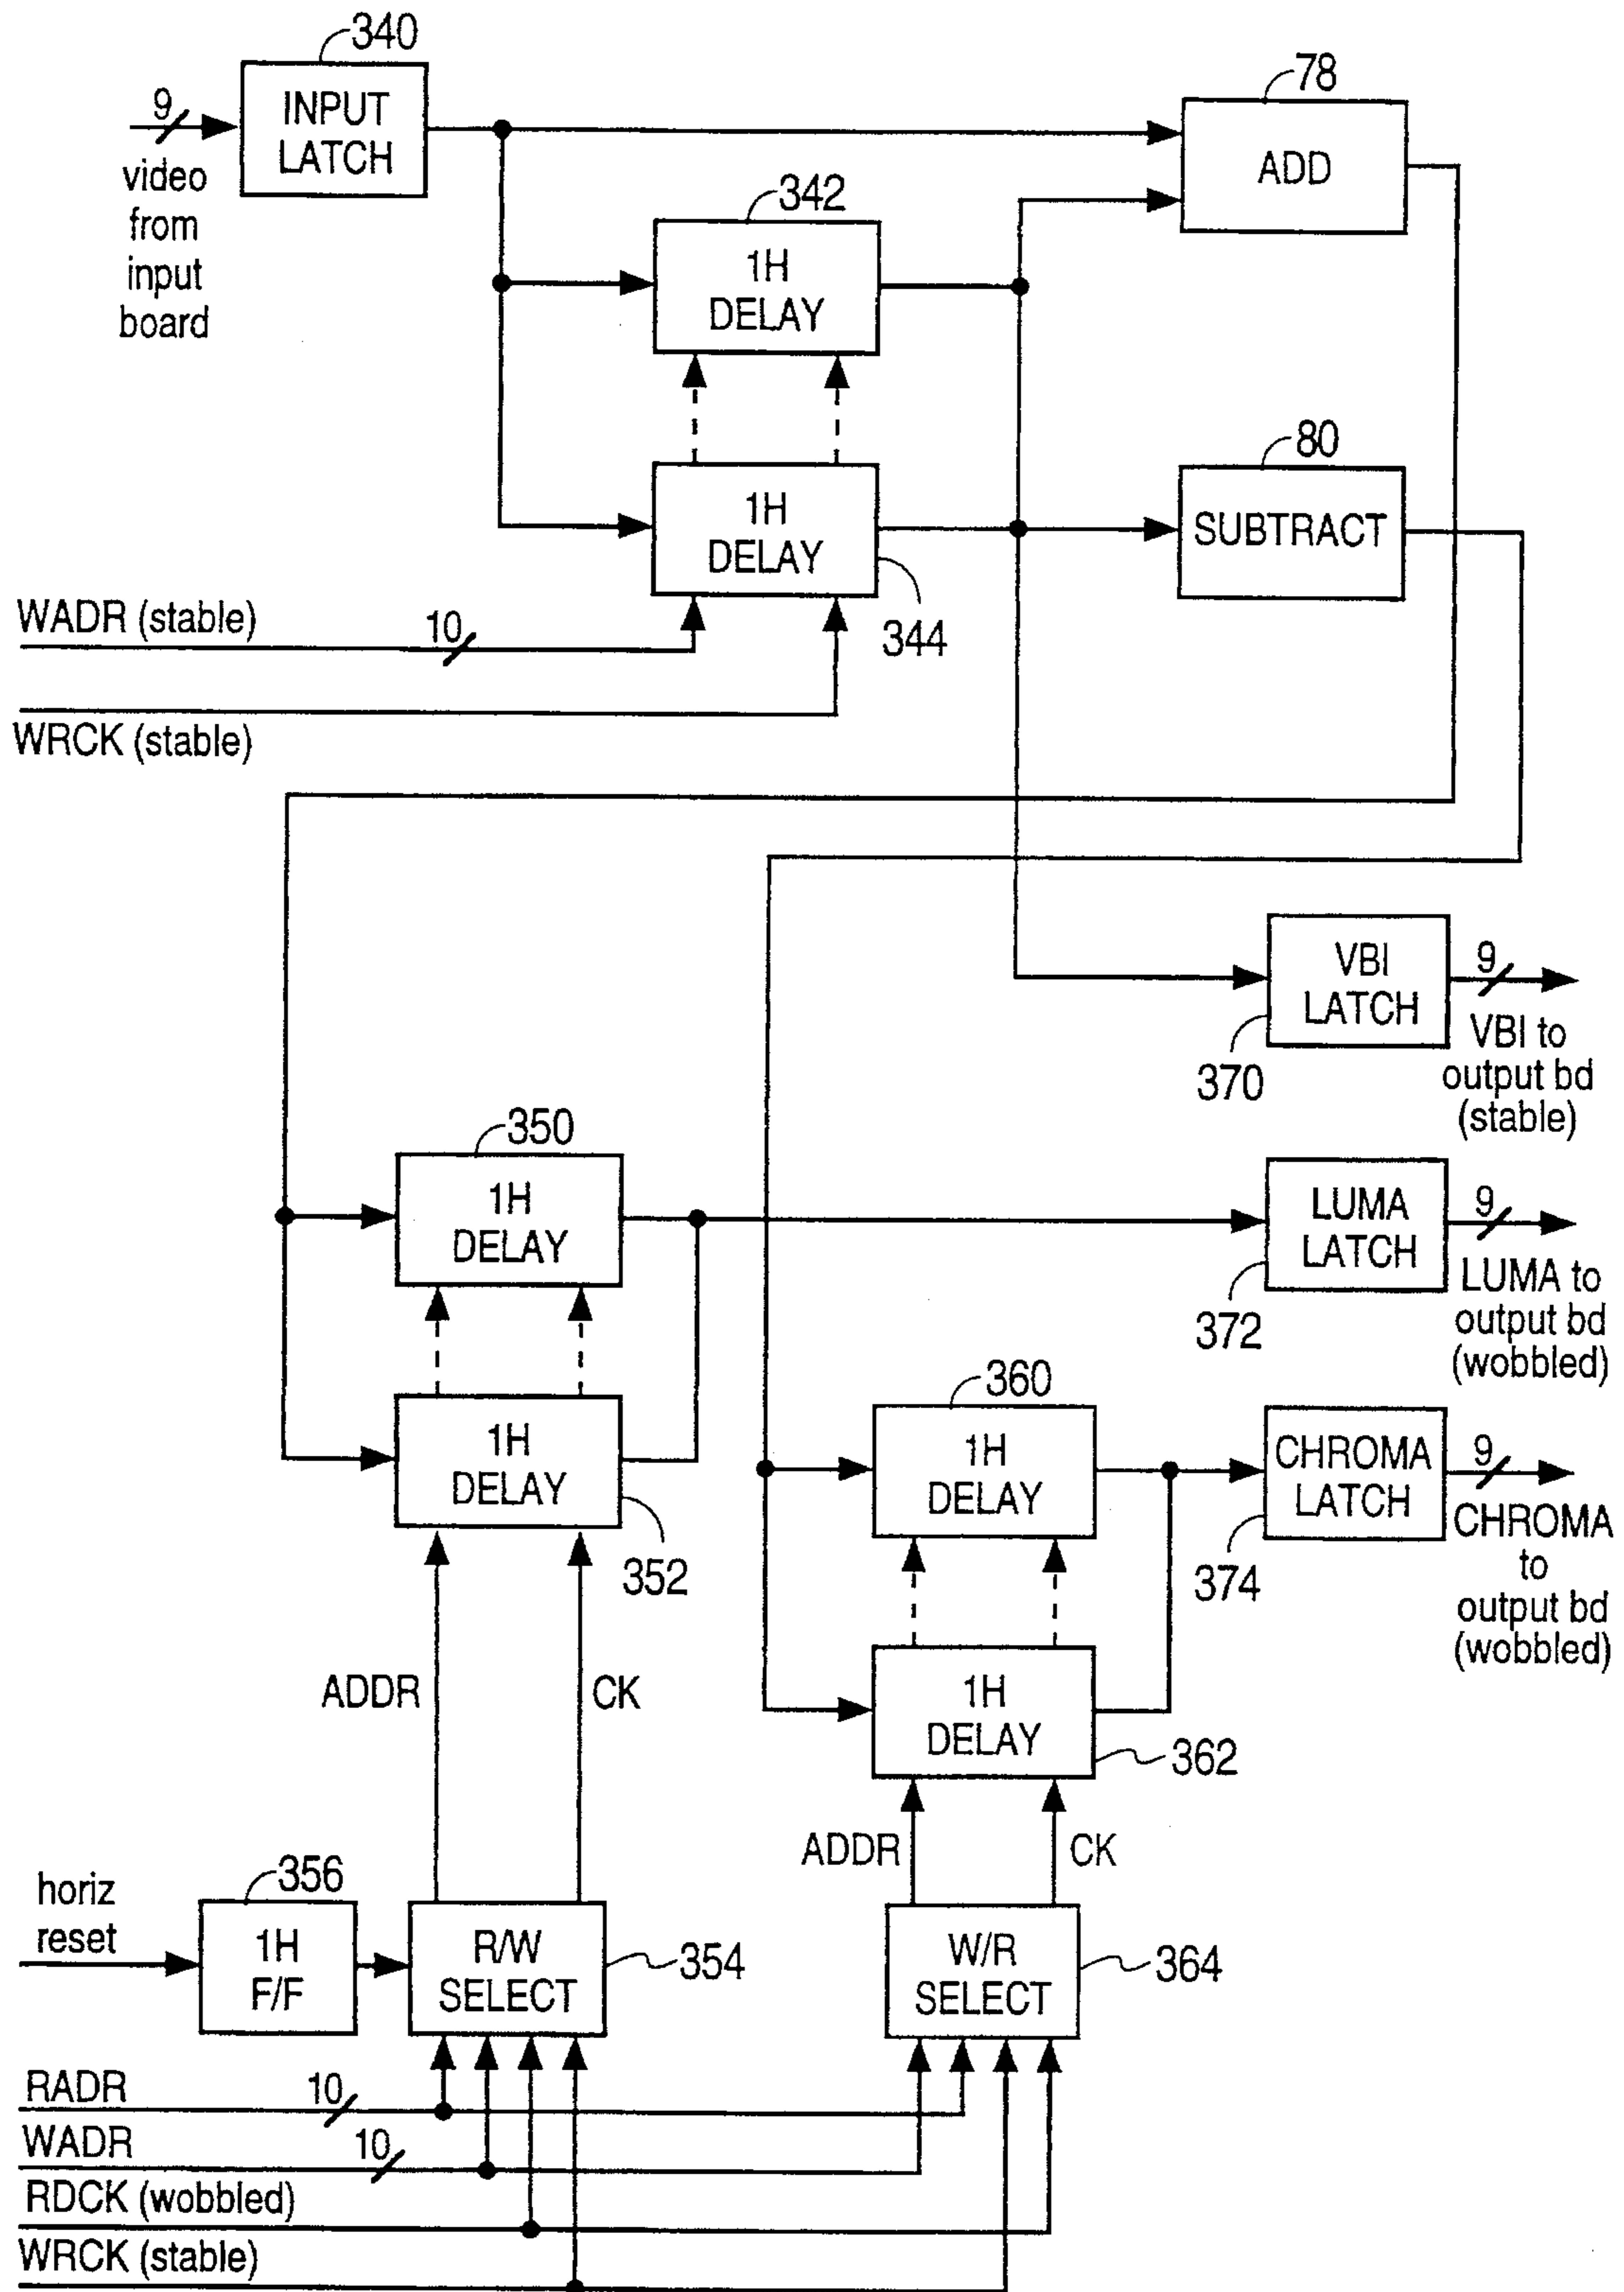 340
INPUT
LATCH
9
video
from
input
board
78
ADD
342
1H
DELAY
80
SUBTRACT
1H
DELAY
344
WADR (stable)
10
WRCK (stable)
VBI
LATCH
9
370
VBI to
output bd
(stable)
350
1H
DELAY
LUMA
LATCH
9
372
LUMA to
output bd
(wobbled)
1H
DELAY
352
360
1H
DELAY
CHROMA
LATCH
9
374
CHROMA
to
output bd
(wobbled)
1H
DELAY
362
ADDR
CK
ADDR
CK
horiz
reset
356
1H
F/F
R/W
SELECT
354
W/R
SELECT
364
RADR
10
WADR
10
RDCK (wobbled)
WRCK (stable)